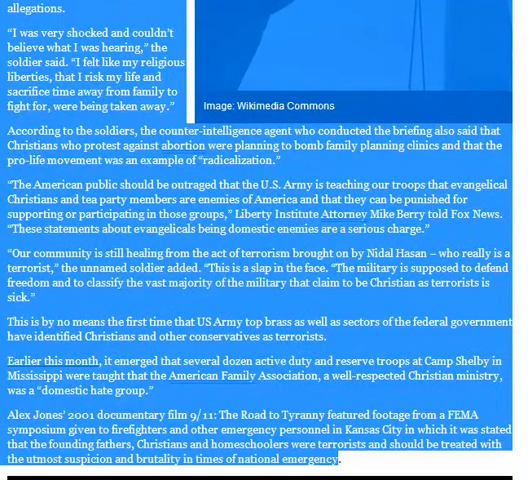 allegations.
“I was very shocked and couldn’t
believe what I was hearing,” the
soldier said. “I felt like my religious
liberties, that I risk my life and
sacrifice time away from family to
fight for, were being taken away.”
Image: Wikimedia Commons
According to the soldiers, the counter-intelligence agent who conducted the briefing also said that
Christians who protest against abortion were planning to bomb family planning clinics and that the
pro-life movement was an example of “radicalization.”
“The American public should be outraged that the U.S. Army is teaching our troops that evangelical
Christians and tea party members are enemies of America and that they can be punished for
supporting or participating in those groups,” Liberty Institute Attorney Mike Berry told Fox News.
“These statements about evangelicals being domestic enemies are a serious charge.”
“Our community is still healing from the act of terrorism brought on by Nidal Hasan – who really is a
terrorist,” the unnamed soldier added. “This is a slap in the face. “The military is supposed to defend
freedom and to classify the vast majority of the military that claim to be Christian as terrorists is
sick.”
This is by no means the first time that US Army top brass as well as sectors of the federal government
have identified Christians and other conservatives as terrorists.
Earlier this month, it emerged that several dozen active duty and reserve troops at Camp Shelby in
Mississippi were taught that the American Family Association, a well-respected Christian ministry,
was a “domestic hate group.”
Alex Jones’ 2001 documentary film 9/11: The Road to Tyranny featured footage from a FEMA
symposium given to firefighters and other emergency personnel in Kansas City in which it was stated
that the founding fathers, Christians and homeschoolers were terrorists and should be treated with
the utmost suspicion and brutality in times of national emergency.